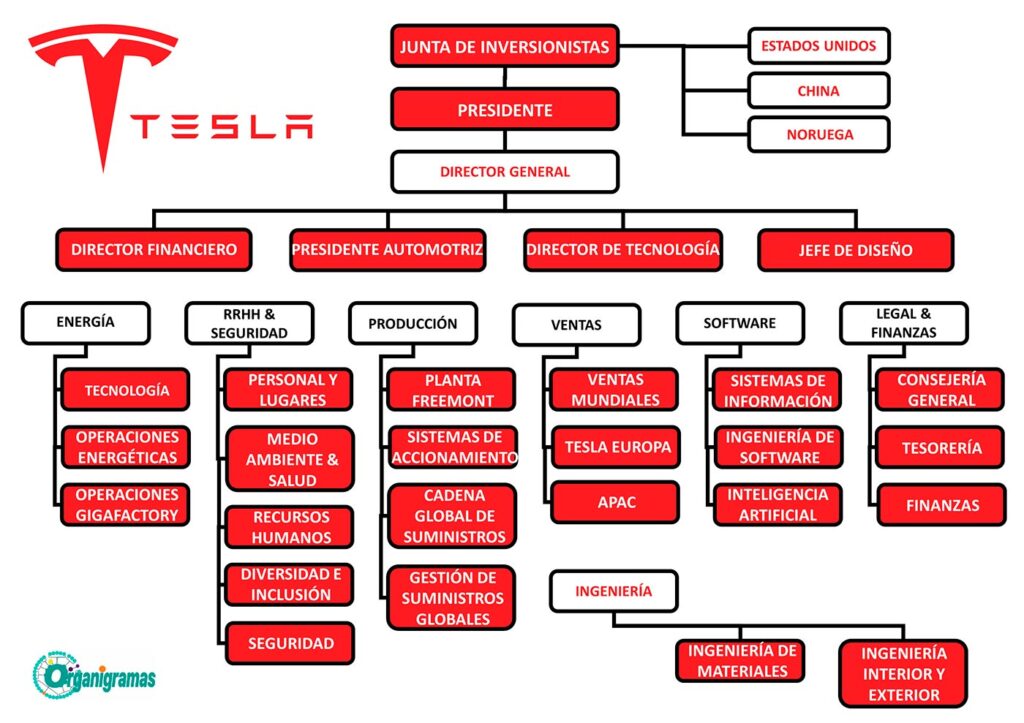 TESLA
JUNTA DE INVERSIONISTAS
ESTADOS UNIDOS
CHINA
NORUEGA
PRESIDENTE
DIRECTOR GENERAL
DIRECTOR FINANCIERO
PRESIDENTE AUTOMOTRIZ
DIRECTOR DE TECNOLOGÍA
JEFE DE DISEÑO
ENERGÍA
TECNOLOGÍA
OPERACIONES
ENERGÉTICAS
OPERACIONES
GIGAFACTORY
RRHH &
SEGURIDAD
PERSONAL Y
LUGARES
MEDIO
AMBIENTE &
SALUD
RECURSOS
HUMANOS
DIVERSIDAD E
INCLUSIÓN
SEGURIDAD
PRODUCCIÓN
PLANTA
FREEMONT
SISTEMAS DE
ACCIONAMIENTO
CADENA
GLOBAL DE
SUMINISTROS
GESTIÓN DE
SUMINISTROS
GLOBALES
VENTAS
VENTAS
MUNDIALES
TESLA EUROPA
APAC
SOFTWARE
SISTEMAS DE
INFORMACIÓN
INGENIERÍA DE
SOFTWARE
INTELIGENCIA
ARTIFICIAL
LEGAL &
FINANZAS
CONSEJERÍA
GENERAL
TESORERÍA
FINANZAS
INGENIERÍA
INGENIERÍA DE
MATERIALES
INGENIERÍA
INTERIOR Y
EXTERIOR
Organigramas